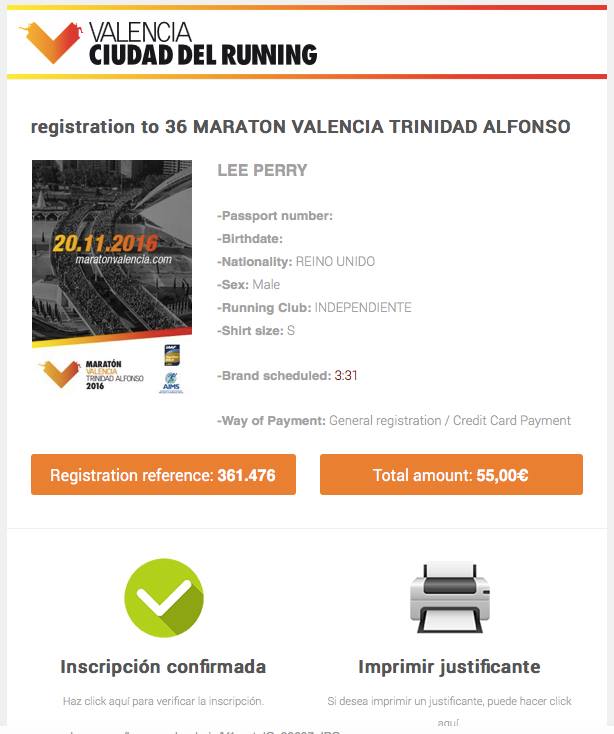 VALENCIA
CIUDAD DEL RUNNING
registration to 36 MARATON VALENCIA TRINIDAD ALFONSO
20.11.2016
maratonvalencia.com
MARATÓN
VALENCIA
TRINIDAD ALFONSO
2016
AIMS
LEE PERRY
-Passport number:
-Birthdate:
-Nationality: REINO UNIDO
-Sex: Male
-Running Club: INDEPENDIENTE
-Shirt size: S
-Brand scheduled: 3:31
-Way of Payment: General registration / Credit Card Payment
Registration reference: 361.476
Total amount: 55,00€
Inscripción confirmada
Haz click aquí para verificar la inscripción.
Imprimir justificante
Si desea imprimir un justificante, puede hacer click
aquí